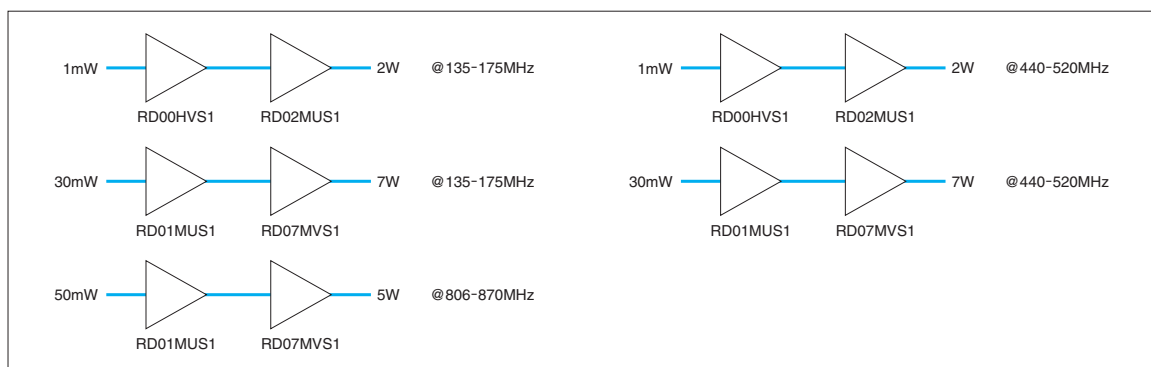 1mW 2W @135-175MHz
RD00HVS1 RD02MUS1
30mW 7W @135-175MHz
RD01MUS1 RD07MVS1
50mW 5W @806-870MHz
RD01MUS1 RD07MVS1
1mW 2W @440-520MHz
RD00HVS1 RD02MUS1
30mW 7W @440-520MHz
RD01MUS1 RD07MVS1